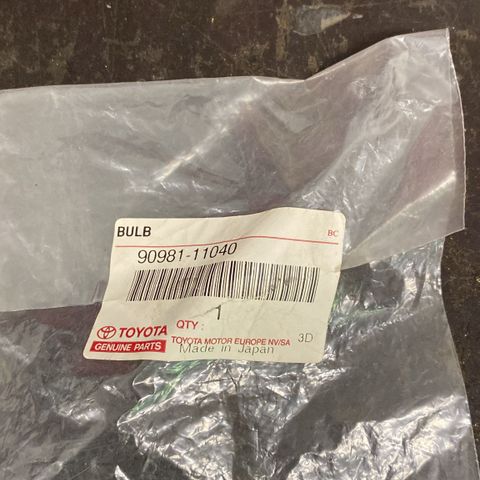 BULB BC
90981-11040
QTY : 1
TOYOTA
GENUINE PARTS
TOYOTA MOTOR EUROPE NV/SA 3D
Made in Japan